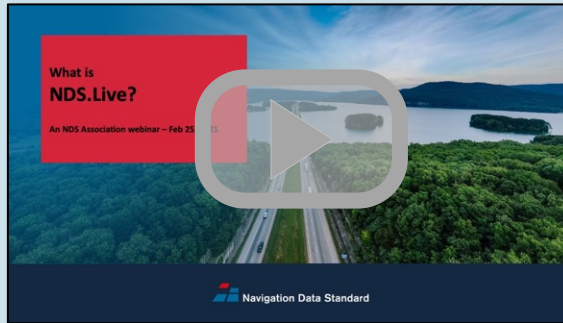 What is
NDS.Live?
An NDS Association webinar – Feb 25
Navigation Data Standard